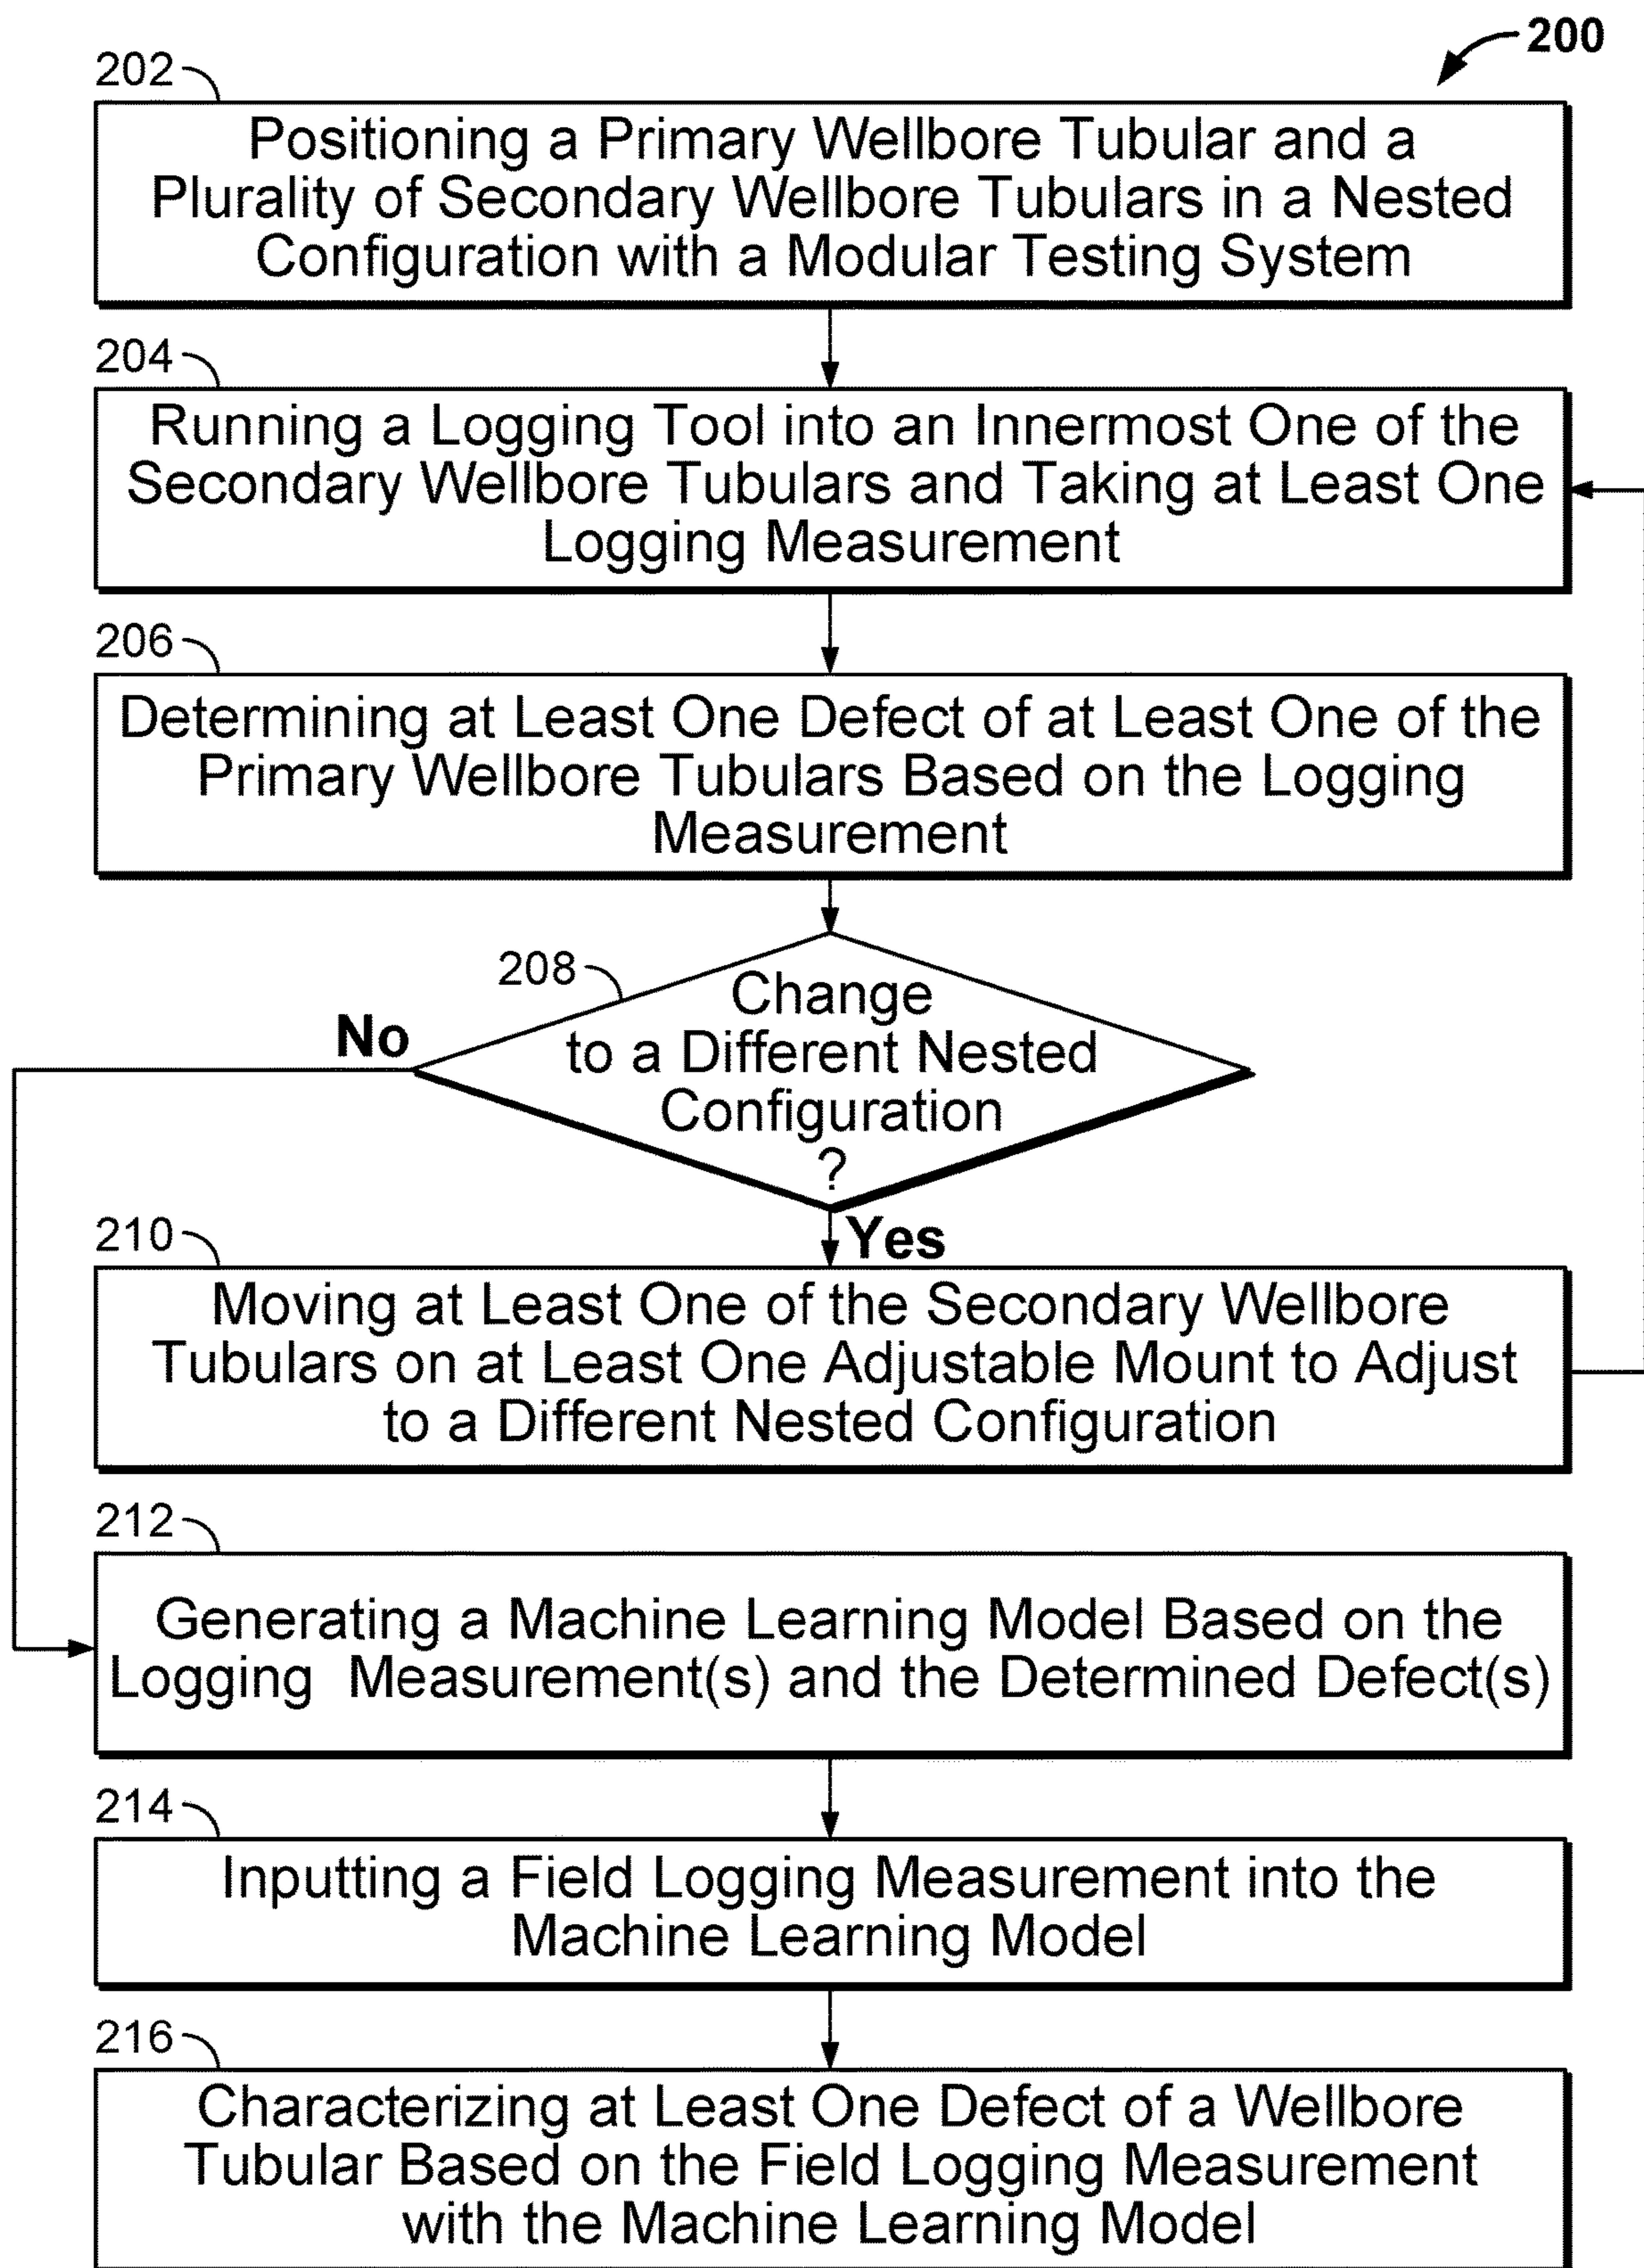 200
202
Positioning a Primary Wellbore Tubular and a
Plurality of Secondary Wellbore Tubulars in a Nested
Configuration with a Modular Testing System
204
Running a Logging Tool into an Innermost One of the
Secondary Wellbore Tubulars and Taking at Least One
Logging Measurement
206
Determining at Least One Defect of at Least One of the
Primary Wellbore Tubulars Based on the Logging
Measurement
208
Change
to a Different Nested
Configuration
?
No
Yes
210
Moving at Least One of the Secondary Wellbore
Tubulars on at Least One Adjustable Mount to Adjust
to a Different Nested Configuration
212
Generating a Machine Learning Model Based on the
Logging Measurement(s) and the Determined Defect(s)
214
Inputting a Field Logging Measurement into the
Machine Learning Model
216
Characterizing at Least One Defect of a Wellbore
Tubular Based on the Field Logging Measurement
with the Machine Learning Model